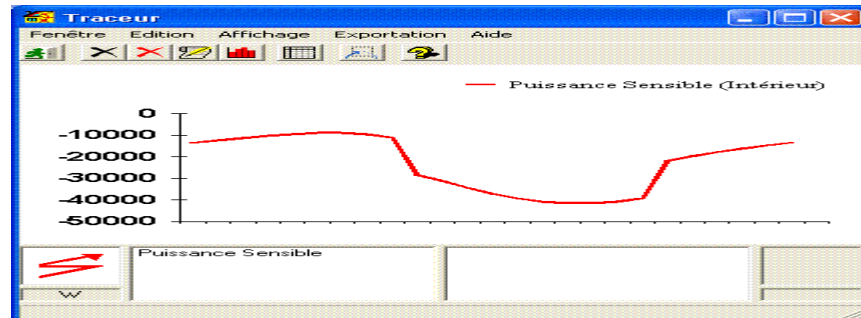 Traceur
Fenêtre Edition Affichage Exportation Aide
Puissance Sensible (Intérieur)
0
-10000
-20000
-30000
-40000
-50000
Puissance Sensible
W